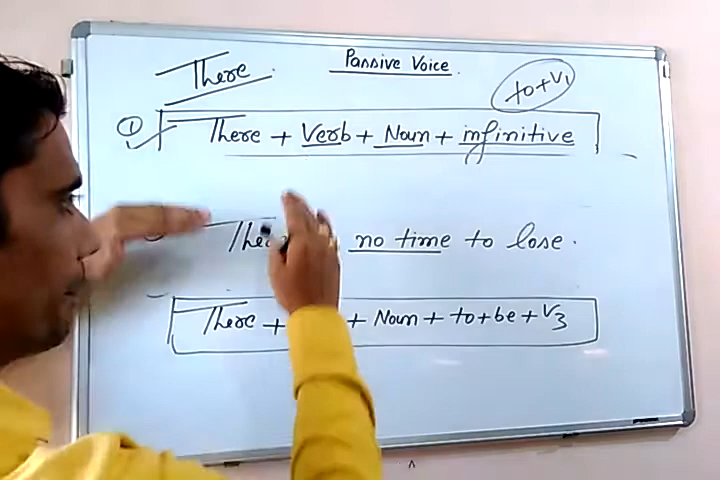 Passive Voice.
There
to+V1
① There + Verb + Noun + infinitive
no time to lose.
There + + Noun + to+be+V3